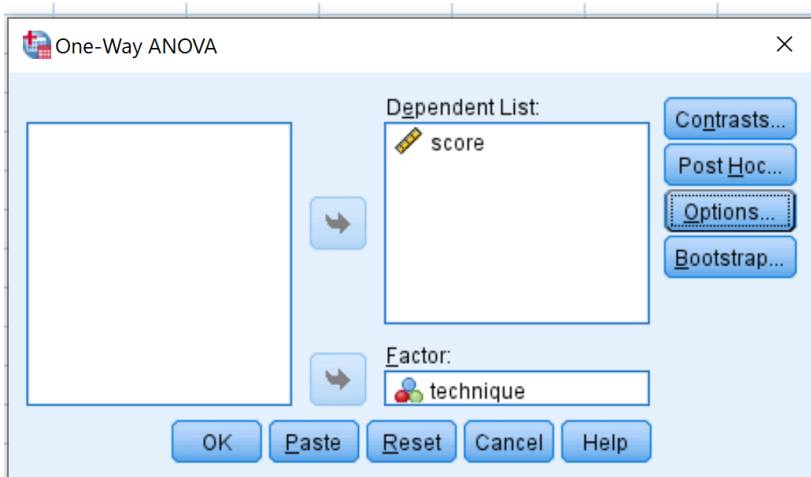 One-Way ANOVA
Dependent List:
score
Contrasts...
Post Hoc...
Options...
Bootstrap...
Factor:
technique
OK Paste Reset Cancel Help